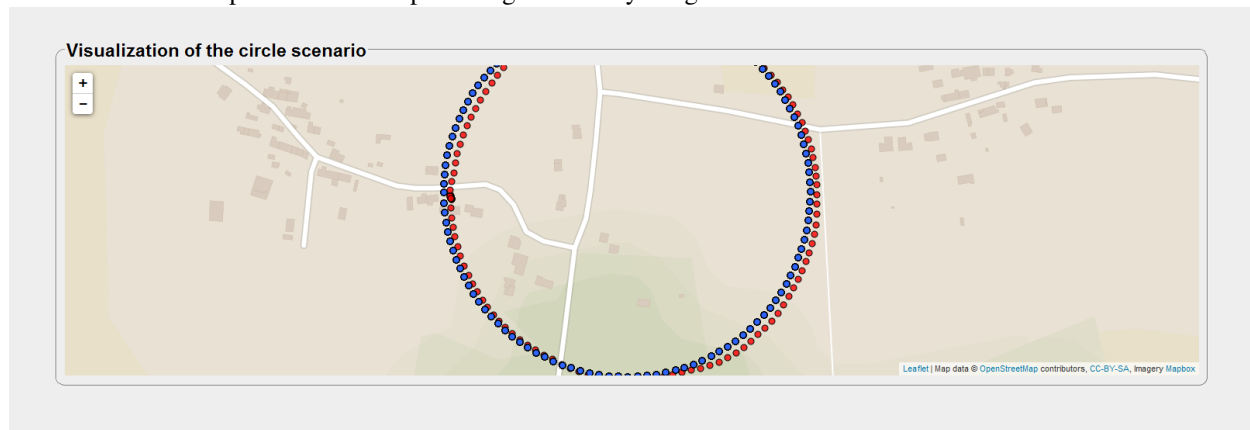 Visualization of the circle scenario
+
−
Leaflet | Map data © OpenStreetMap contributors, CC-BY-SA, Imagery Mapbox